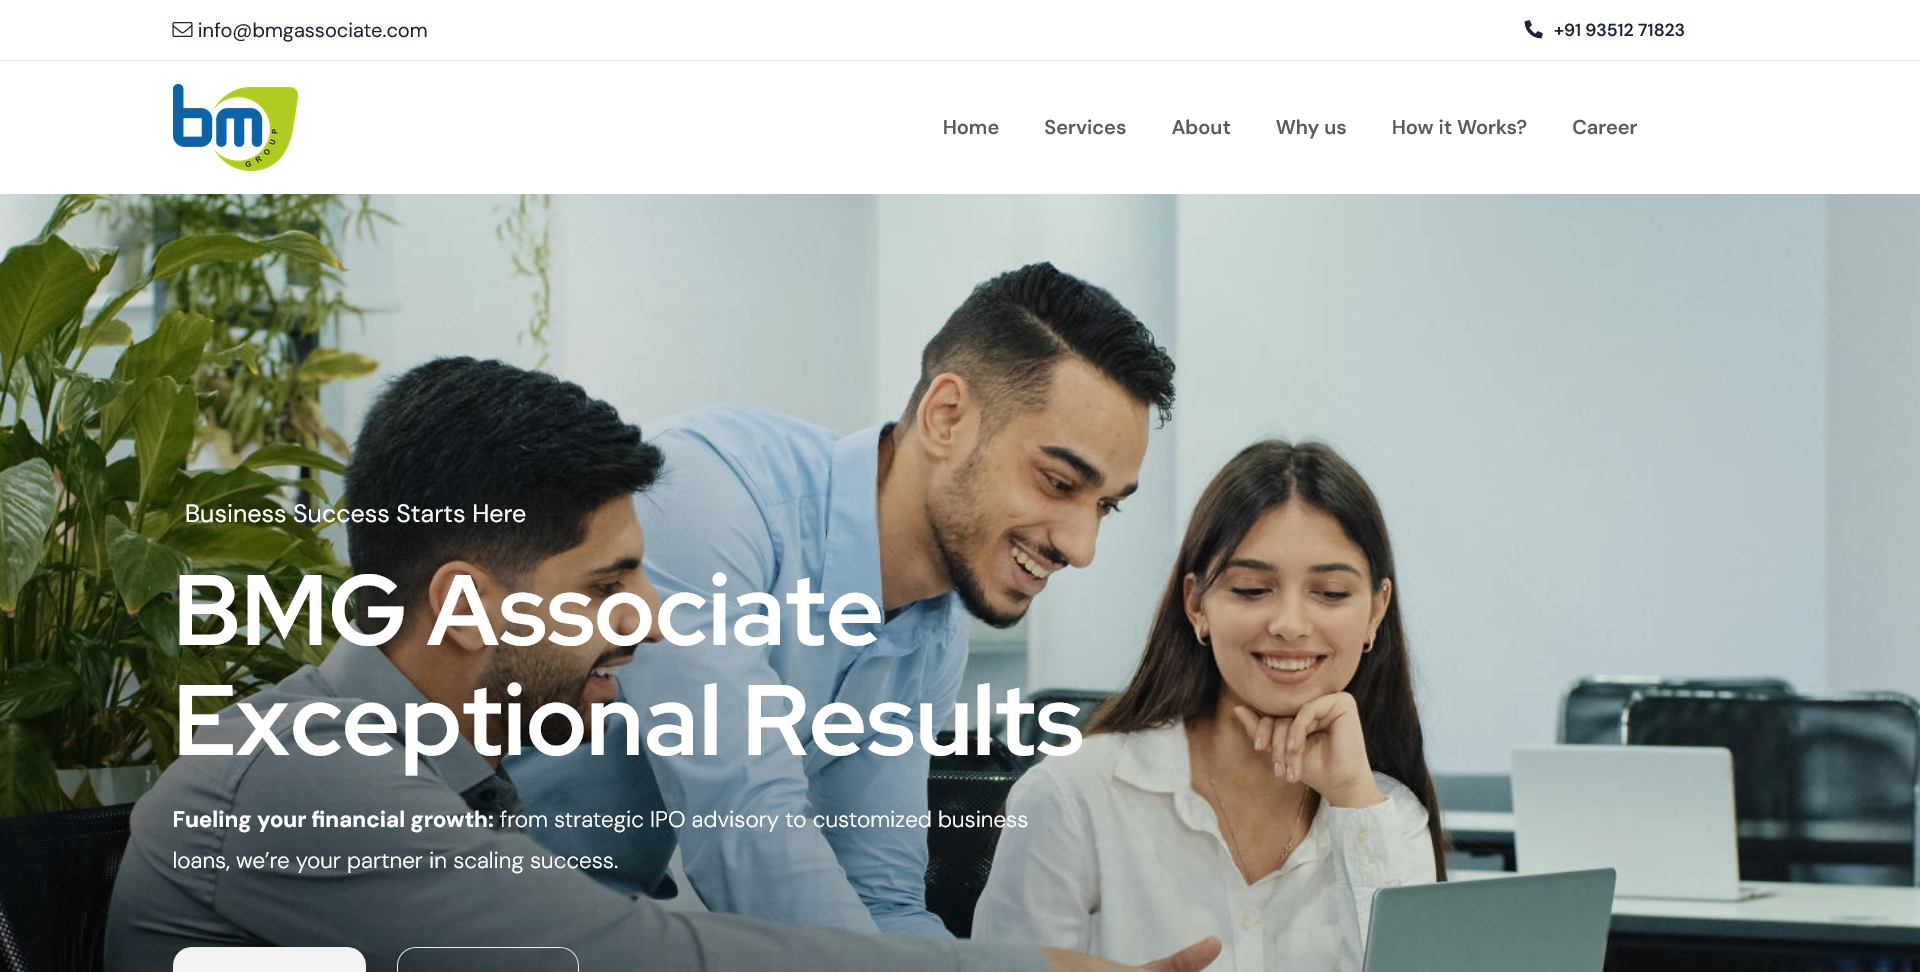 info@bmgassociate.com
+91 93512 71823
bm
GROUP
Home Services About Why us How it Works? Career
Business Success Starts Here
BMG Associate
Exceptional Results
Fueling your financial growth: from strategic IPO advisory to customized business
loans, we’re your partner in scaling success.